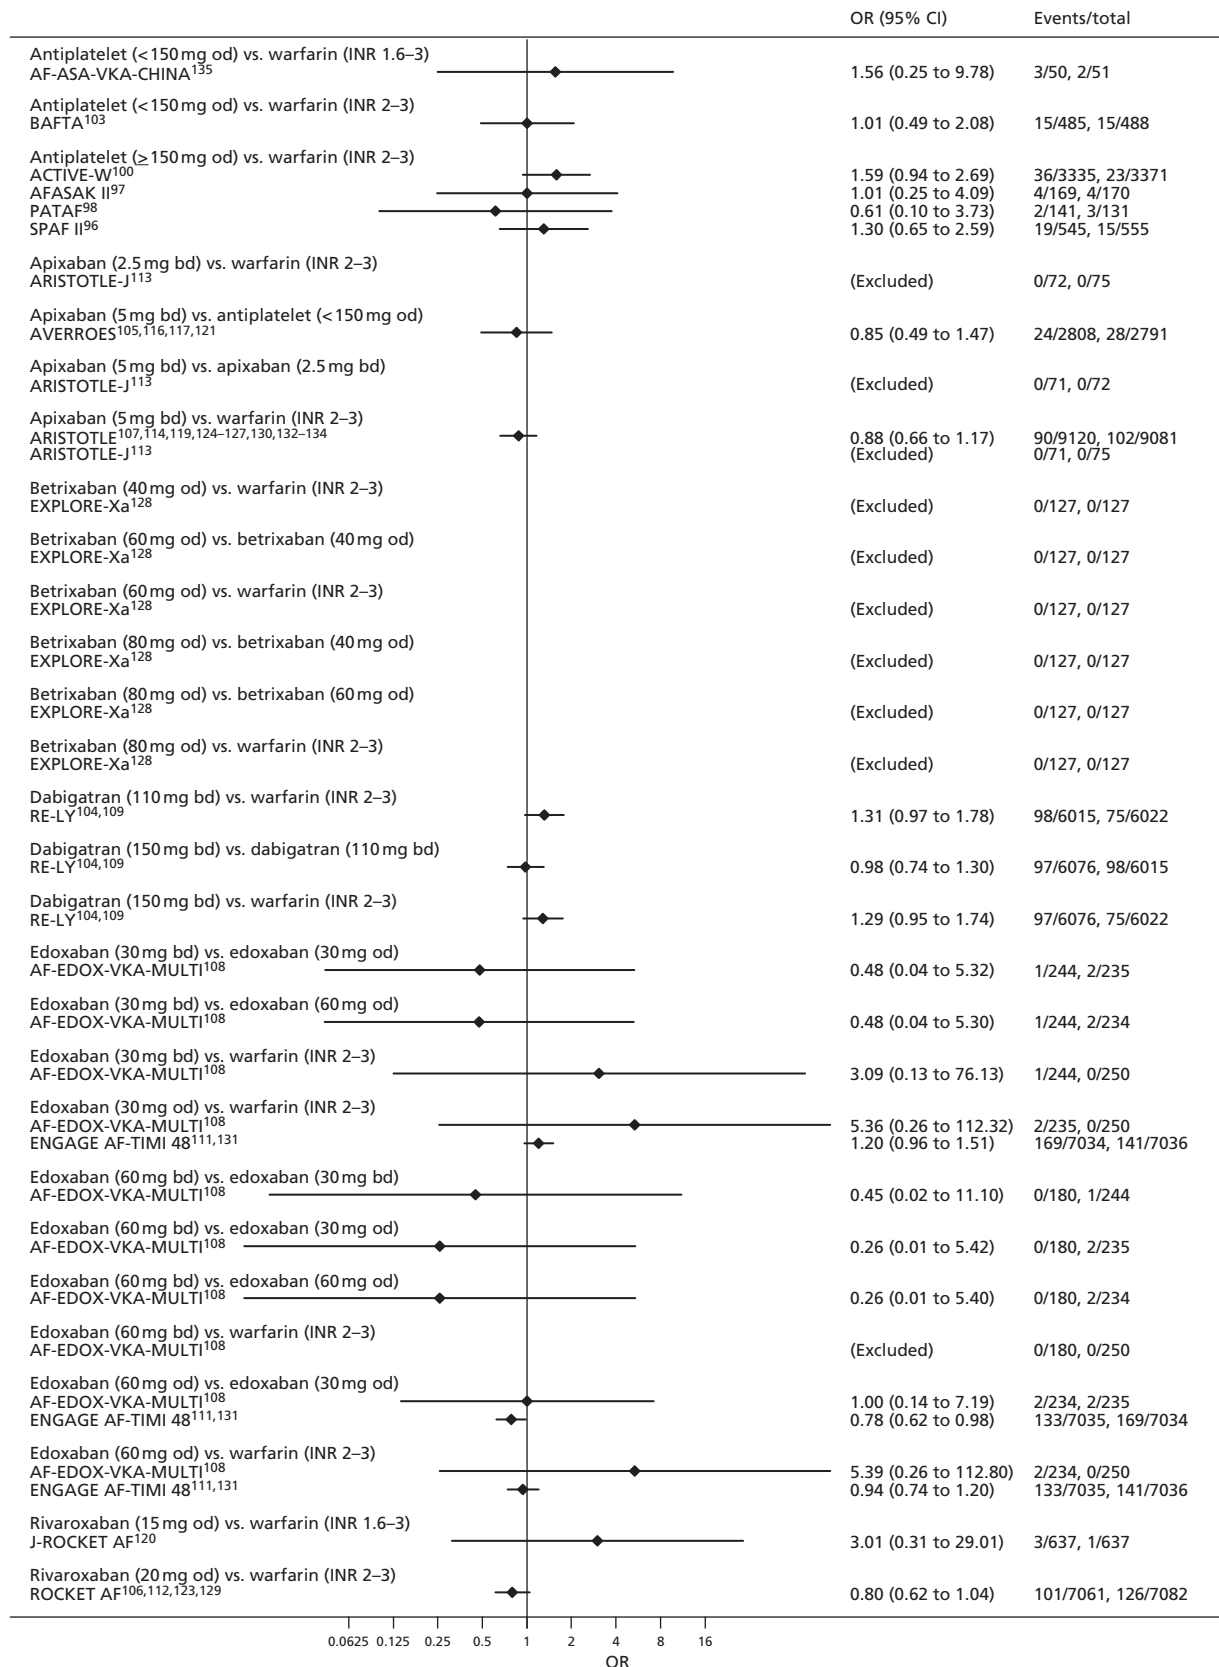 OR (95% CI) Events/total
Antiplatelet (<150 mg od) vs. warfarin (INR 1.6–3)
AF-ASA-VKA-CHINA135 1.56 (0.25 to 9.78) 3/50, 2/51
Antiplatelet (<150 mg od) vs. warfarin (INR 2–3)
BAFTA103 1.01 (0.49 to 2.08) 15/485, 15/488
Antiplatelet (≥150 mg od) vs. warfarin (INR 2–3)
ACTIVE-W100 1.59 (0.94 to 2.69) 36/3335, 23/3371
AFASAK II97 1.01 (0.25 to 4.09) 4/169, 4/170
PATAF98 0.61 (0.10 to 3.73) 2/141, 3/131
SPAF II96 1.30 (0.65 to 2.59) 19/545, 15/555
Apixaban (2.5 mg bd) vs. warfarin (INR 2–3)
ARISTOTLE-J113 (Excluded) 0/72, 0/75
Apixaban (5 mg bd) vs. antiplatelet (<150 mg od)
AVERROES105,116,117,121 0.85 (0.49 to 1.47) 24/2808, 28/2791
Apixaban (5 mg bd) vs. apixaban (2.5 mg bd)
ARISTOTLE-J113 (Excluded) 0/71, 0/72
Apixaban (5 mg bd) vs. warfarin (INR 2–3)
ARISTOTLE107,114,119,124–127,130,132–134 0.88 (0.66 to 1.17) 90/9120, 102/9081
ARISTOTLE-J113 (Excluded) 0/71, 0/75
Betrixaban (40 mg od) vs. warfarin (INR 2–3)
EXPLORE-Xa128 (Excluded) 0/127, 0/127
Betrixaban (60 mg od) vs. betrixaban (40 mg od)
EXPLORE-Xa128 (Excluded) 0/127, 0/127
Betrixaban (60 mg od) vs. warfarin (INR 2–3)
EXPLORE-Xa128 (Excluded) 0/127, 0/127
Betrixaban (80 mg od) vs. betrixaban (40 mg od)
EXPLORE-Xa128 (Excluded) 0/127, 0/127
Betrixaban (80 mg od) vs. betrixaban (60 mg od)
EXPLORE-Xa128 (Excluded) 0/127, 0/127
Betrixaban (80 mg od) vs. warfarin (INR 2–3)
EXPLORE-Xa128 (Excluded) 0/127, 0/127
Dabigatran (110 mg bd) vs. warfarin (INR 2–3)
RE-LY104,109 1.31 (0.97 to 1.78) 98/6015, 75/6022
Dabigatran (150 mg bd) vs. dabigatran (110 mg bd)
RE-LY104,109 0.98 (0.74 to 1.30) 97/6076, 98/6015
Dabigatran (150 mg bd) vs. warfarin (INR 2–3)
RE-LY104,109 1.29 (0.95 to 1.74) 97/6076, 75/6022
Edoxaban (30 mg bd) vs. edoxaban (30 mg od)
AF-EDOX-VKA-MULTI108 0.48 (0.04 to 5.32) 1/244, 2/235
Edoxaban (30 mg bd) vs. edoxaban (60 mg od)
AF-EDOX-VKA-MULTI108 0.48 (0.04 to 5.30) 1/244, 2/234
Edoxaban (30 mg bd) vs. warfarin (INR 2–3)
AF-EDOX-VKA-MULTI108 3.09 (0.13 to 76.13) 1/244, 0/250
Edoxaban (30 mg od) vs. warfarin (INR 2–3)
AF-EDOX-VKA-MULTI108 5.36 (0.26 to 112.32) 2/235, 0/250
ENGAGE AF-TIMI 48111,131 1.20 (0.96 to 1.51) 169/7034, 141/7036
Edoxaban (60 mg bd) vs. edoxaban (30 mg bd)
AF-EDOX-VKA-MULTI108 0.45 (0.02 to 11.10) 0/180, 1/244
Edoxaban (60 mg bd) vs. edoxaban (30 mg od)
AF-EDOX-VKA-MULTI108 0.26 (0.01 to 5.42) 0/180, 2/235
Edoxaban (60 mg bd) vs. edoxaban (60 mg od)
AF-EDOX-VKA-MULTI108 0.26 (0.01 to 5.40) 0/180, 2/234
Edoxaban (60 mg bd) vs. warfarin (INR 2–3)
AF-EDOX-VKA-MULTI108 (Excluded) 0/180, 0/250
Edoxaban (60 mg od) vs. edoxaban (30 mg od)
AF-EDOX-VKA-MULTI108 1.00 (0.14 to 7.19) 2/234, 2/235
ENGAGE AF-TIMI 48111,131 0.78 (0.62 to 0.98) 133/7035, 169/7034
Edoxaban (60 mg od) vs. warfarin (INR 2–3)
AF-EDOX-VKA-MULTI108 5.39 (0.26 to 112.80) 2/234, 0/250
ENGAGE AF-TIMI 48111,131 0.94 (0.74 to 1.20) 133/7035, 141/7036
Rivaroxaban (15 mg od) vs. warfarin (INR 1.6–3)
J-ROCKET AF120 3.01 (0.31 to 29.01) 3/637, 1/637
Rivaroxaban (20 mg od) vs. warfarin (INR 2–3)
ROCKET AF106,112,123,129 0.80 (0.62 to 1.04) 101/7061, 126/7082
0.0625 0.125 0.25 0.5 1 2 4 8 16
OR